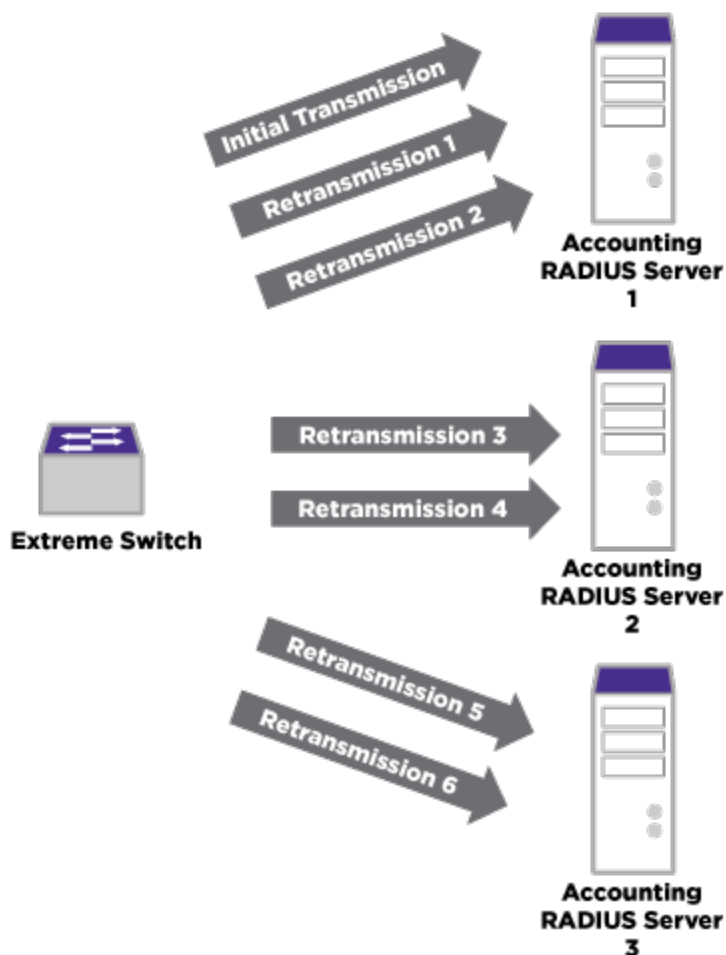 Initial Transmission
Retransmission 1
Retransmission 2
Accounting
RADIUS Server
1
Extreme Switch
Retransmission 3
Retransmission 4
Accounting
RADIUS Server
2
Retransmission 5
Retransmission 6
Accounting
RADIUS Server
3